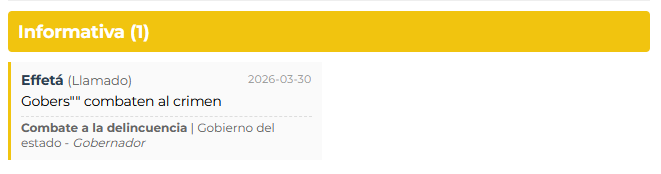 Informativa (1)
Effetá (Llamado) 2026-03-30
Gobers"" combaten al crimen
Combate a la delincuencia | Gobierno del
estado - Gobernador